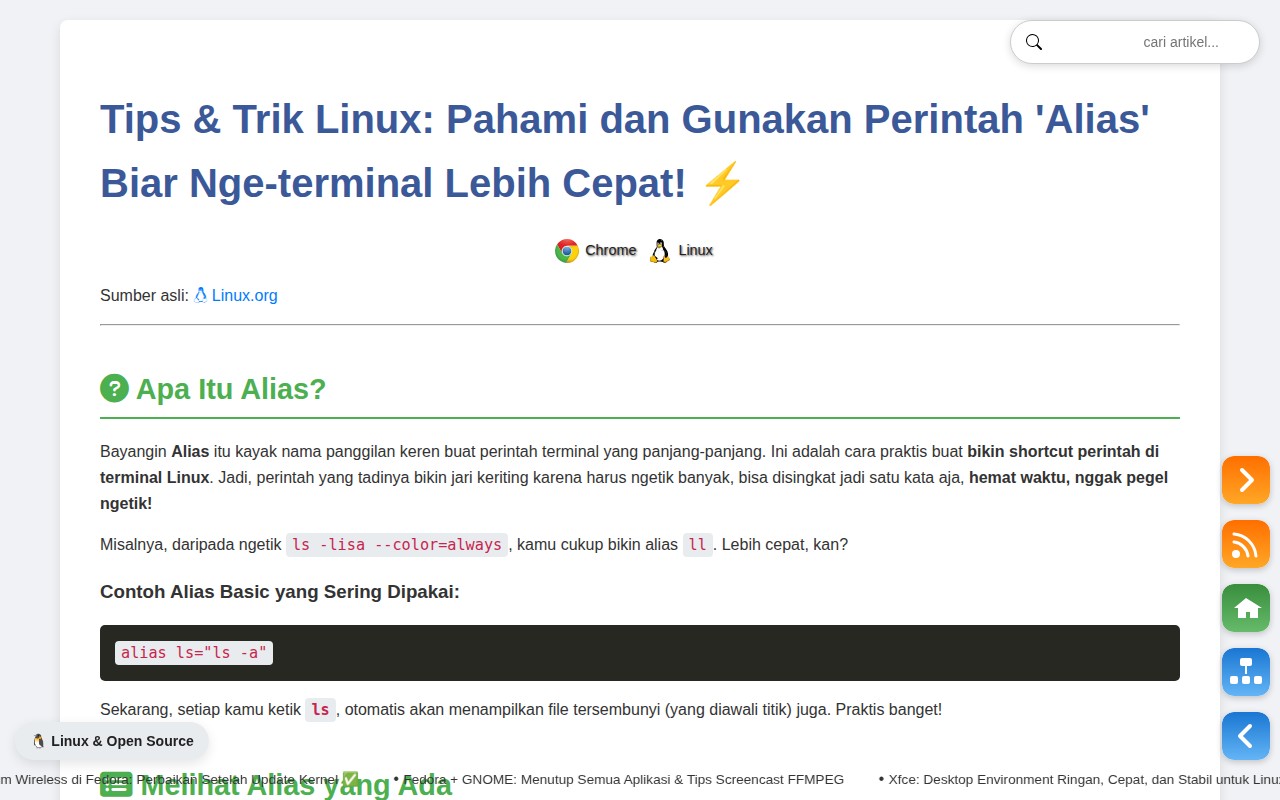 cari artikel...
Tips & Trik Linux: Pahami dan Gunakan Perintah 'Alias'
Biar Nge-terminal Lebih Cepat! ⚡
Chrome Linux
Sumber asli: Linux.org
Apa Itu Alias?
Bayangin Alias itu kayak nama panggilan keren buat perintah terminal yang panjang-panjang. Ini adalah cara praktis buat bikin shortcut perintah di
terminal Linux. Jadi, perintah yang tadinya bikin jari keriting karena harus ngetik banyak, bisa disingkat jadi satu kata aja, hemat waktu, nggak pegel
ngetik!
Misalnya, daripada ngetik ls -lisa --color=always, kamu cukup bikin alias ll. Lebih cepat, kan?
Contoh Alias Basic yang Sering Dipakai:
alias ls="ls -a"
Sekarang, setiap kamu ketik ls, otomatis akan menampilkan file tersembunyi (yang diawali titik) juga. Praktis banget!
Linux & Open Source
m Wireless di Fedora: Perbaikan Setelah Update Kernel ✅ • Fedora + GNOME: Menutup Semua Aplikasi & Tips Screencast FFMPEG • Xfce: Desktop Environment Ringan, Cepat, dan Stabil untuk Linux
Melihat Alias yang Ada